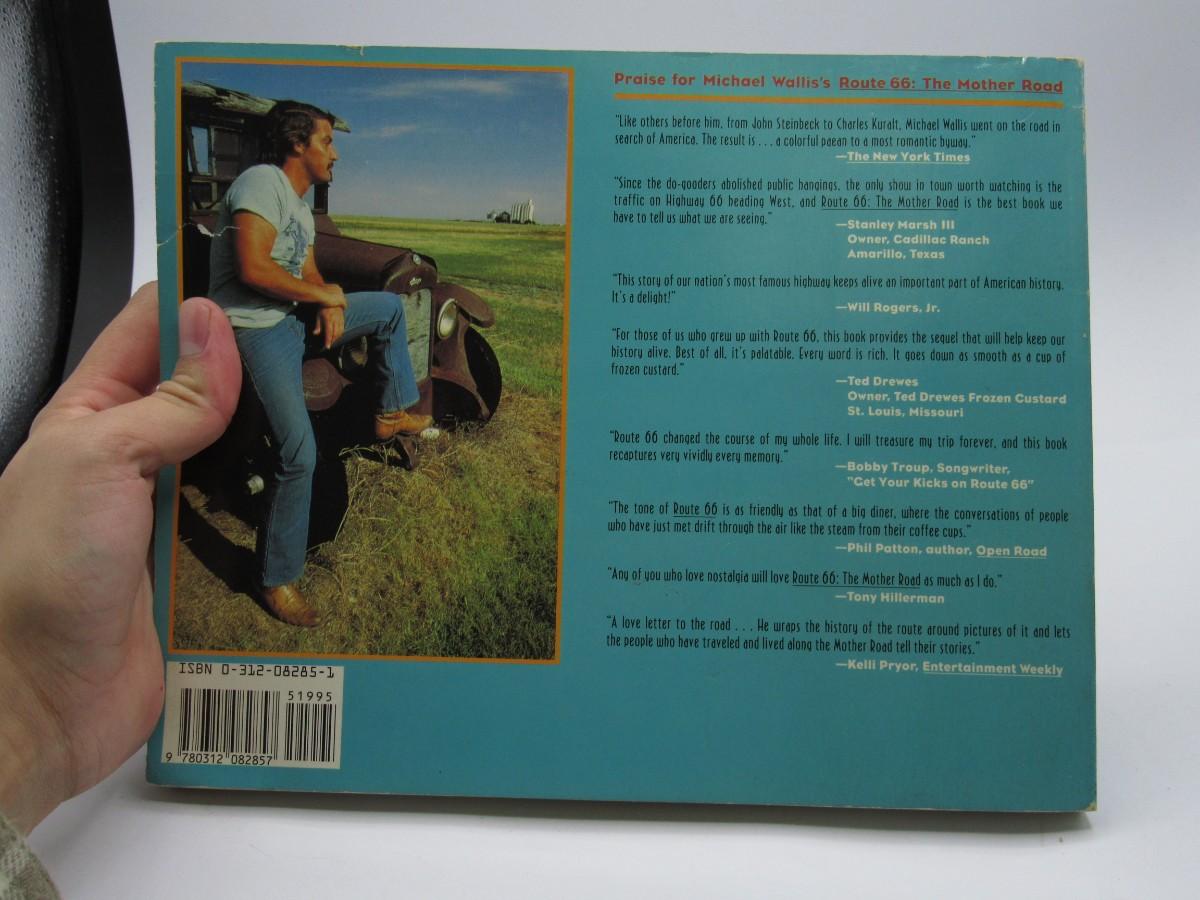 Praise for Michael Wallis's Route 66: The Mother Road
"Like others before him, from John Steinbeck to Charles Kuralt, Michael Wallis went on the road in
search of America. The result is . . . a colorful paean to a most romantic byway."
—The New York Times
"Since the do-gooders abolished public hangings, the only show in town worth watching is the
traffic on Highway 66 heading West, and Route 66: The Mother Road is the best book we
have to tell us what we are seeing."
—Stanley Marsh III
Owner, Cadillac Ranch
Amarillo, Texas
"This story of our nation's most famous highway keeps alive an important part of American history.
It's a delight!"
—Will Rogers, Jr.
"For those of us who grew up with Route 66, this book provides the sequel that will help keep our
history alive. Best of all, it's palatable. Every word is rich. It goes down as smooth as a cup of
frozen custard."
—Ted Drewes
Owner, Ted Drewes Frozen Custard
St. Louis, Missouri
"Route 66 changed the course of my whole life. I will treasure my trip forever, and this book
recaptures very vividly every memory."
—Bobby Troup, Songwriter,
"Get Your Kicks on Route 66"
"The tone of Route 66 is as friendly as that of a big diner, where the conversations of people
who have just met drift through the air like the steam from their coffee cups."
—Phil Patton, author, Open Road
"Any of you who love nostalgia will love Route 66: The Mother Road as much as I do."
—Tony Hillerman
"A love letter to the road . . . He wraps the history of the route around pictures of it and lets
the people who have traveled and lived along the Mother Road tell their stories."
—Kelli Pryor, Entertainment Weekly
ISBN 0-312-08285-1
51995
9 780312 082857